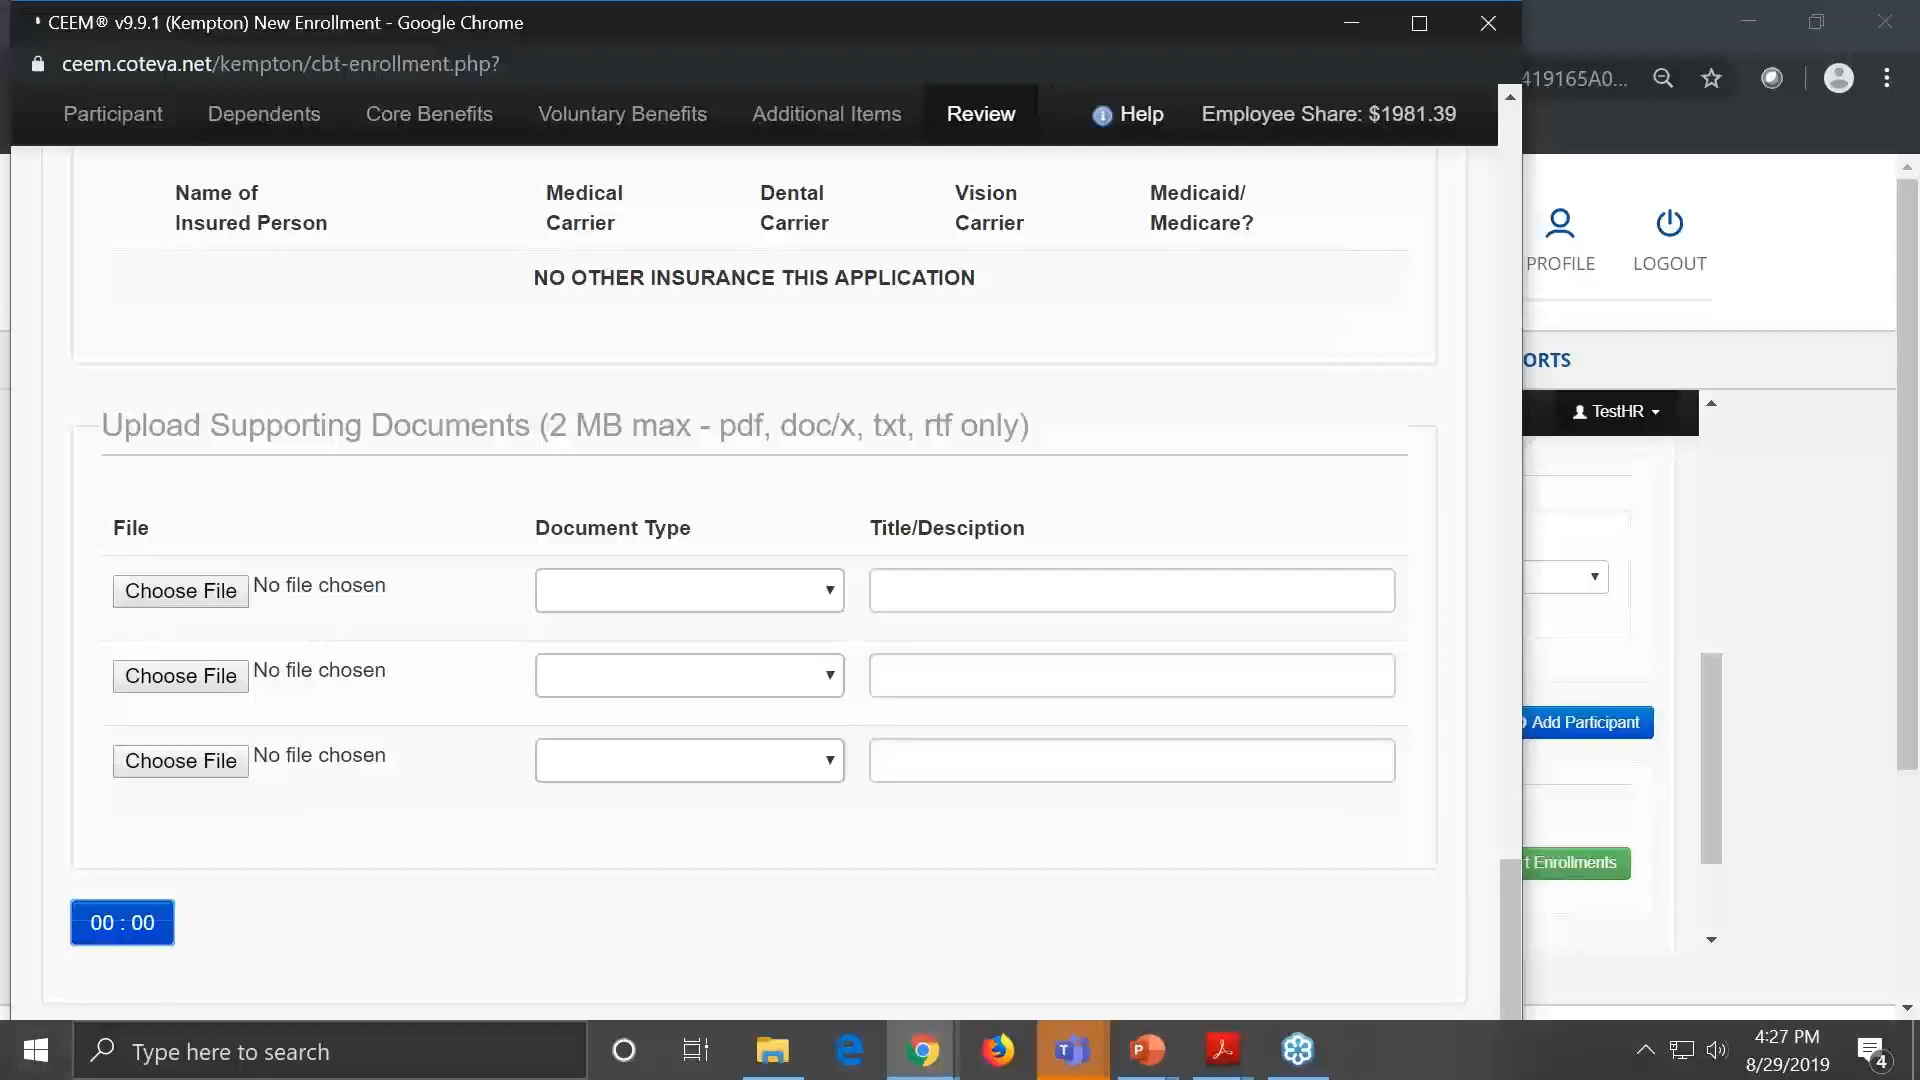 CEEM® v9.9.1 (Kempton) New Enrollment - Google Chrome
ceem.coteva.net/kempton/cbt-enrollment.php?
419165A0...
Participant Dependents Core Benefits Voluntary Benefits Additional Items Review Help Employee Share: $1981.39
Name of Insured Person Medical Carrier Dental Carrier Vision Carrier Medicaid/ Medicare?
NO OTHER INSURANCE THIS APPLICATION
PROFILE LOGOUT
ORTS
TestHR
Upload Supporting Documents (2 MB max - pdf, doc/x, txt, rtf only)
File Document Type Title/Desciption
Choose File No file chosen
Choose File No file chosen
Choose File No file chosen
Add Participant
t Enrollments
00 : 00
Type here to search
4:27 PM
8/29/2019
4